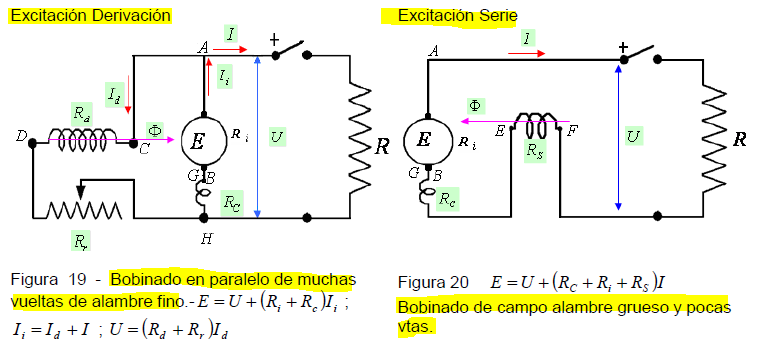 Excitación Derivación
I
A
+
I_d
I_i
R_d
D
C
Φ
E
R i
U
R
G
B
R_C
R_r
H
Figura 19 - Bobinado en paralelo de muchas
vueltas de alambre fino.- E = U + (R_i + R_c)I_i ;
I_i = I_d + I ; U = (R_d + R_r)I_d
Excitación Serie
I
A
+
Φ
E
R i
E
F
R_S
U
R
G
B
R_c
Figura 20 E = U + (R_C + R_i + R_S)I
Bobinado de campo alambre grueso y pocas
vtas.